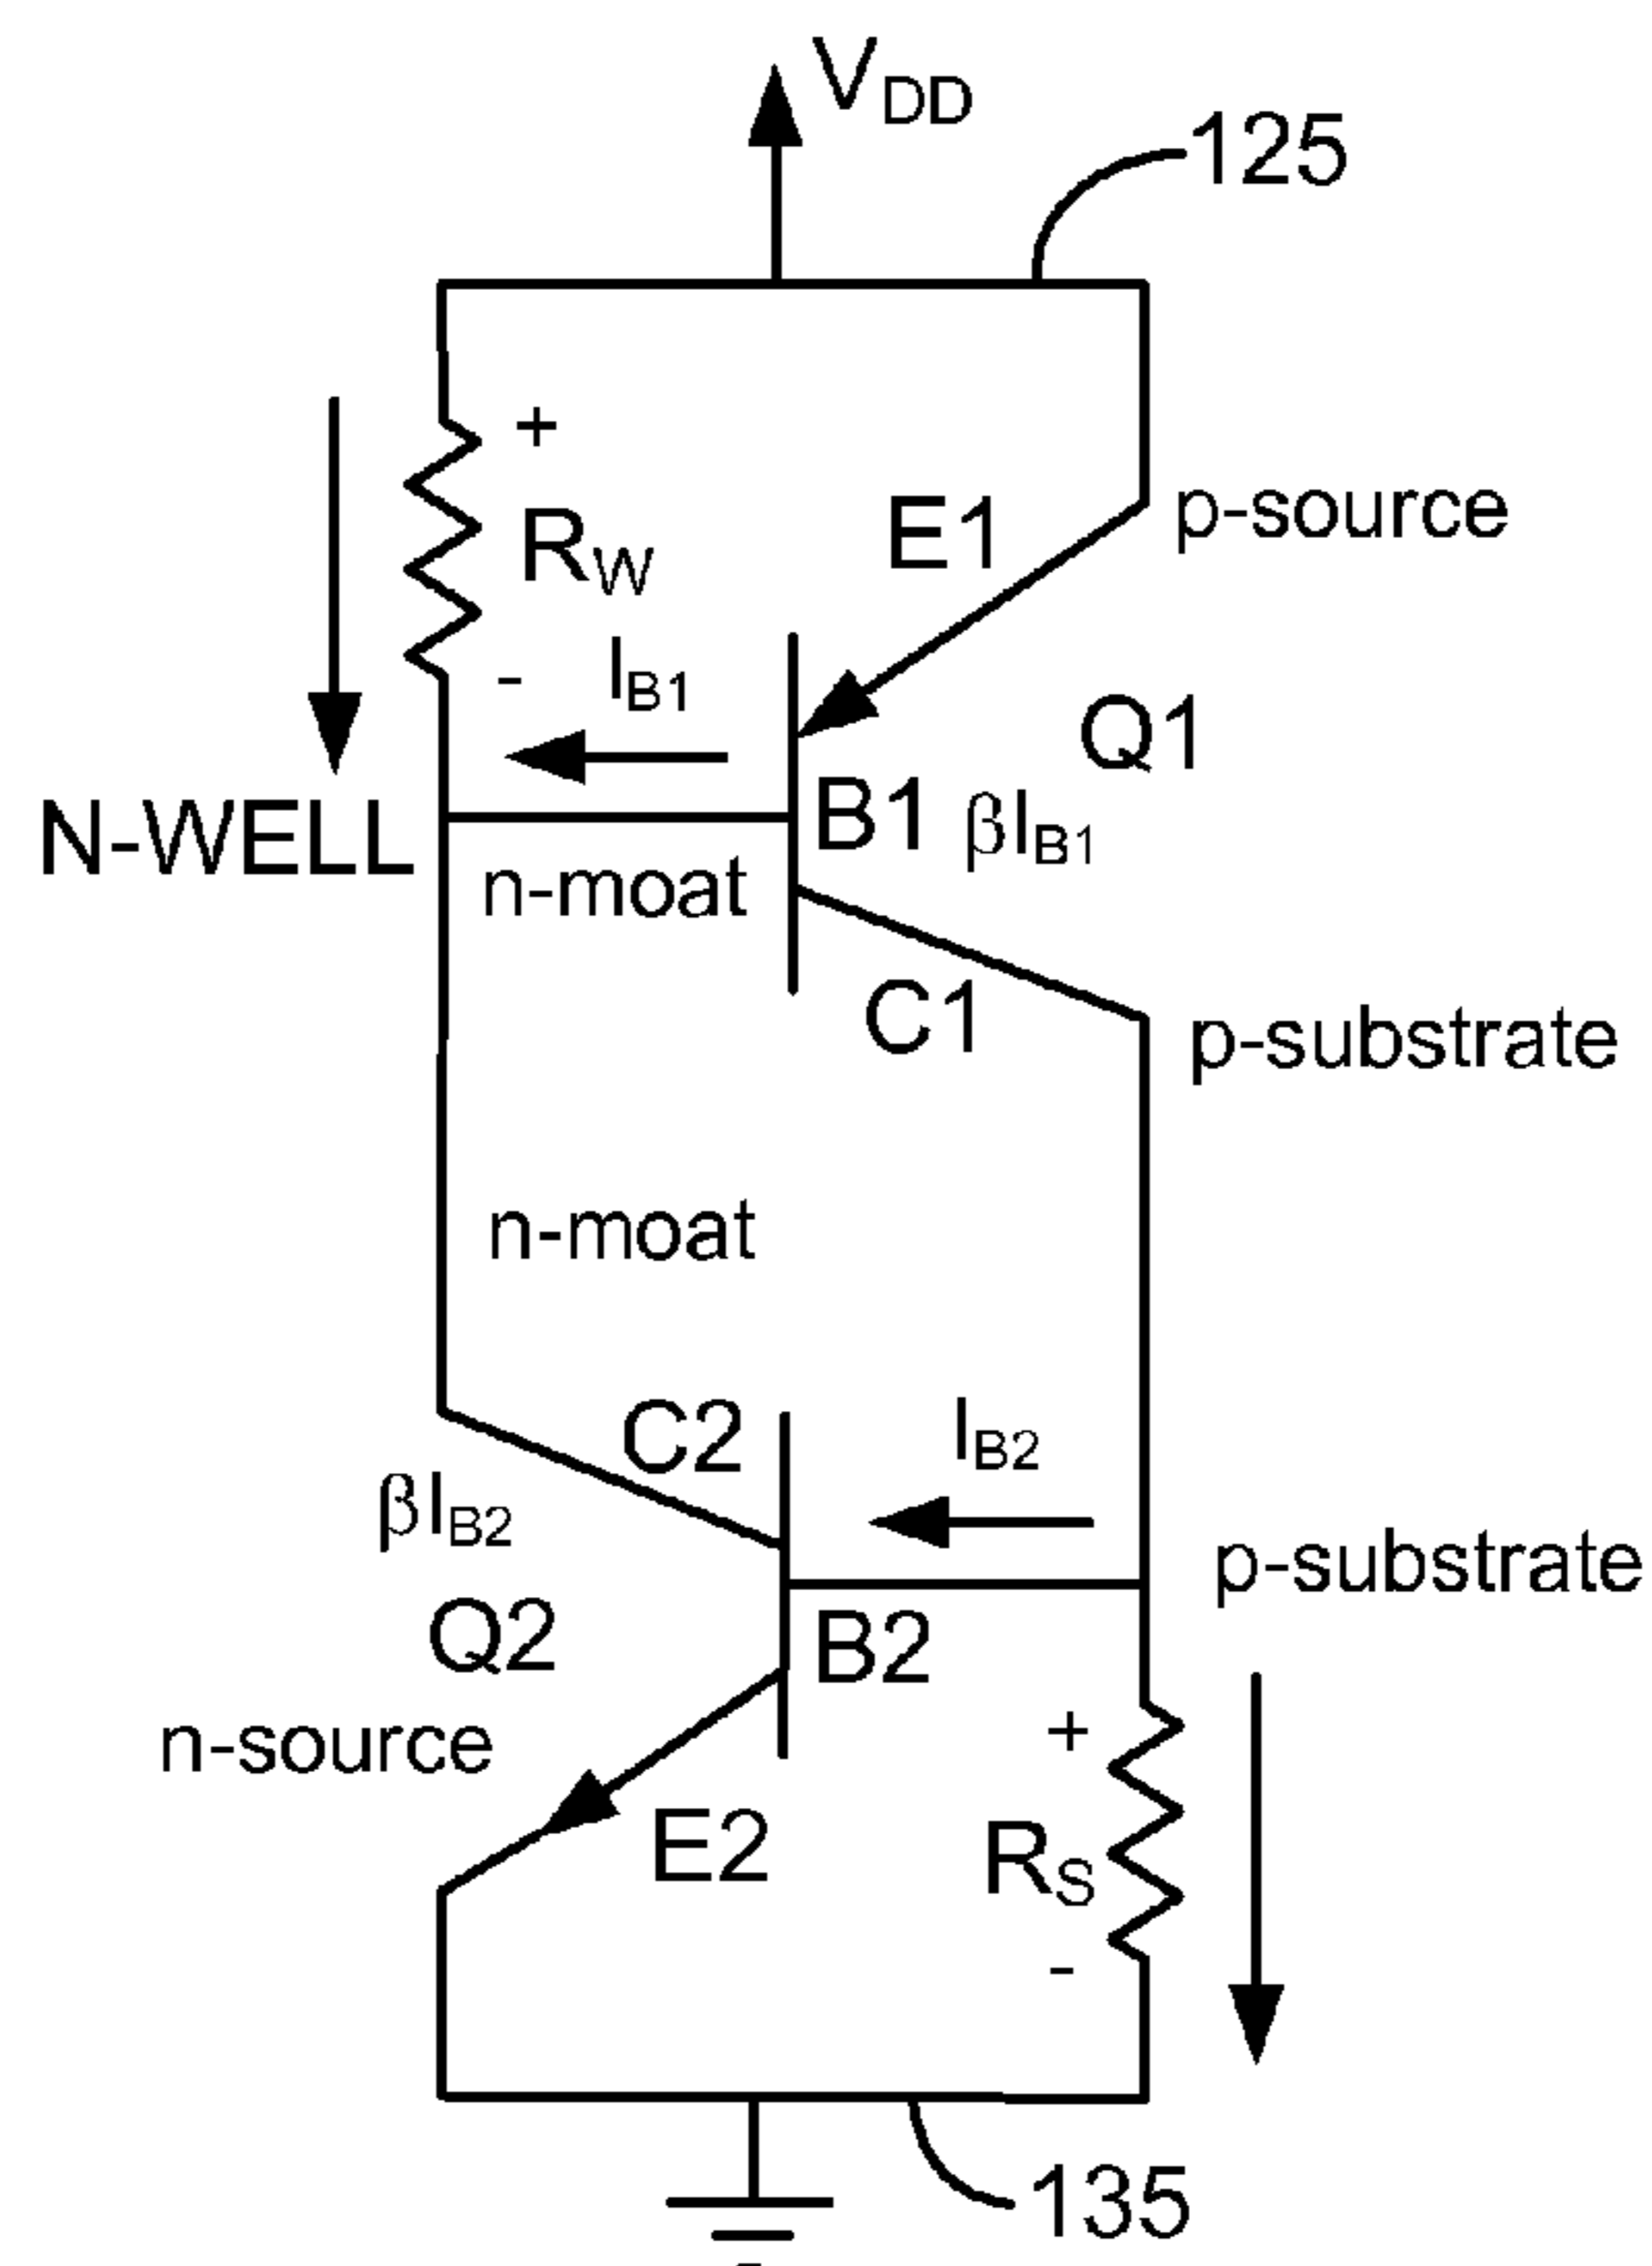 VDD
125
+
RW
-
E1
p-source
IB1
Q1
N-WELL
B1
βIB1
n-moat
C1
p-substrate
n-moat
C2
IB2
βIB2
p-substrate
Q2
B2
n-source
+
E2
RS
-
135